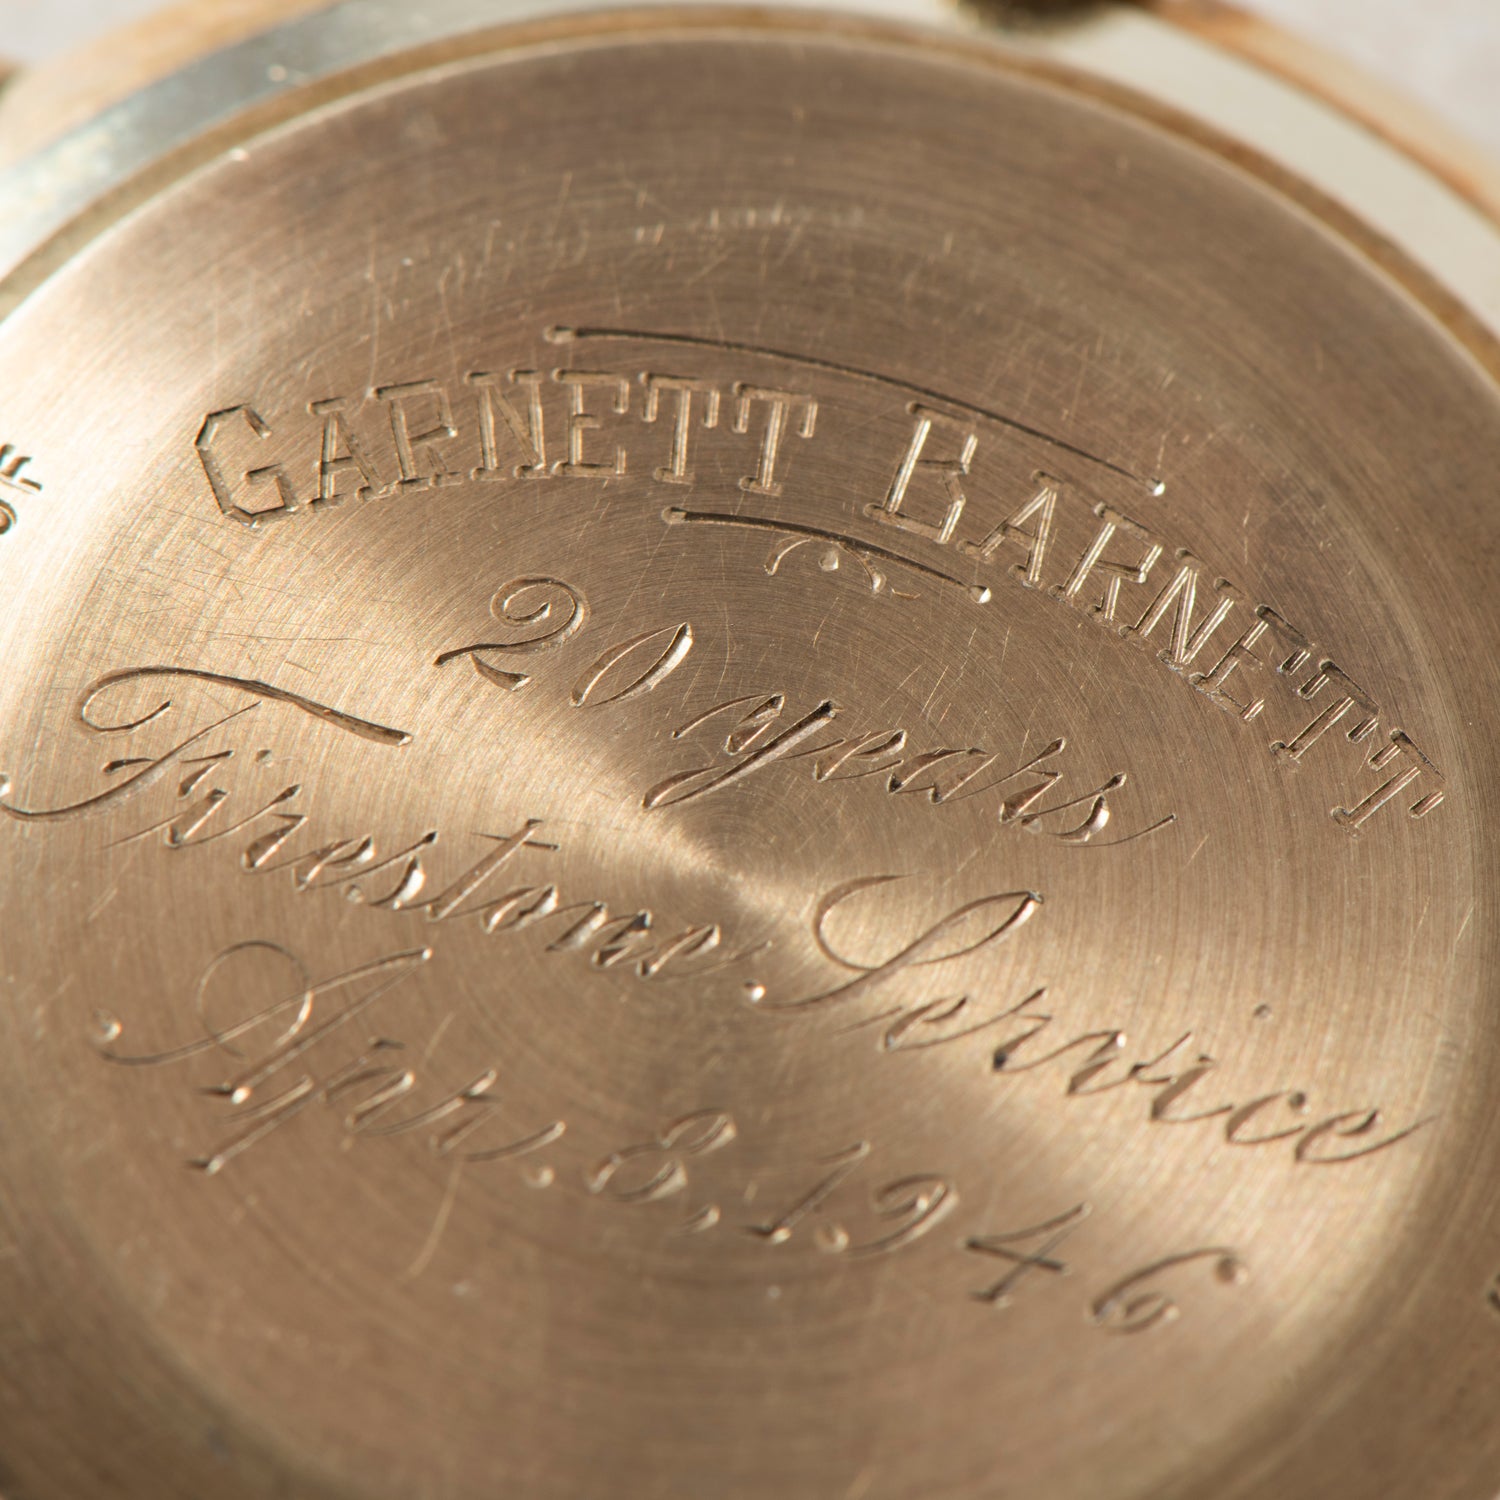 GARNETT BARNETT
20 years
Firestone Service
Apr. 8, 1946